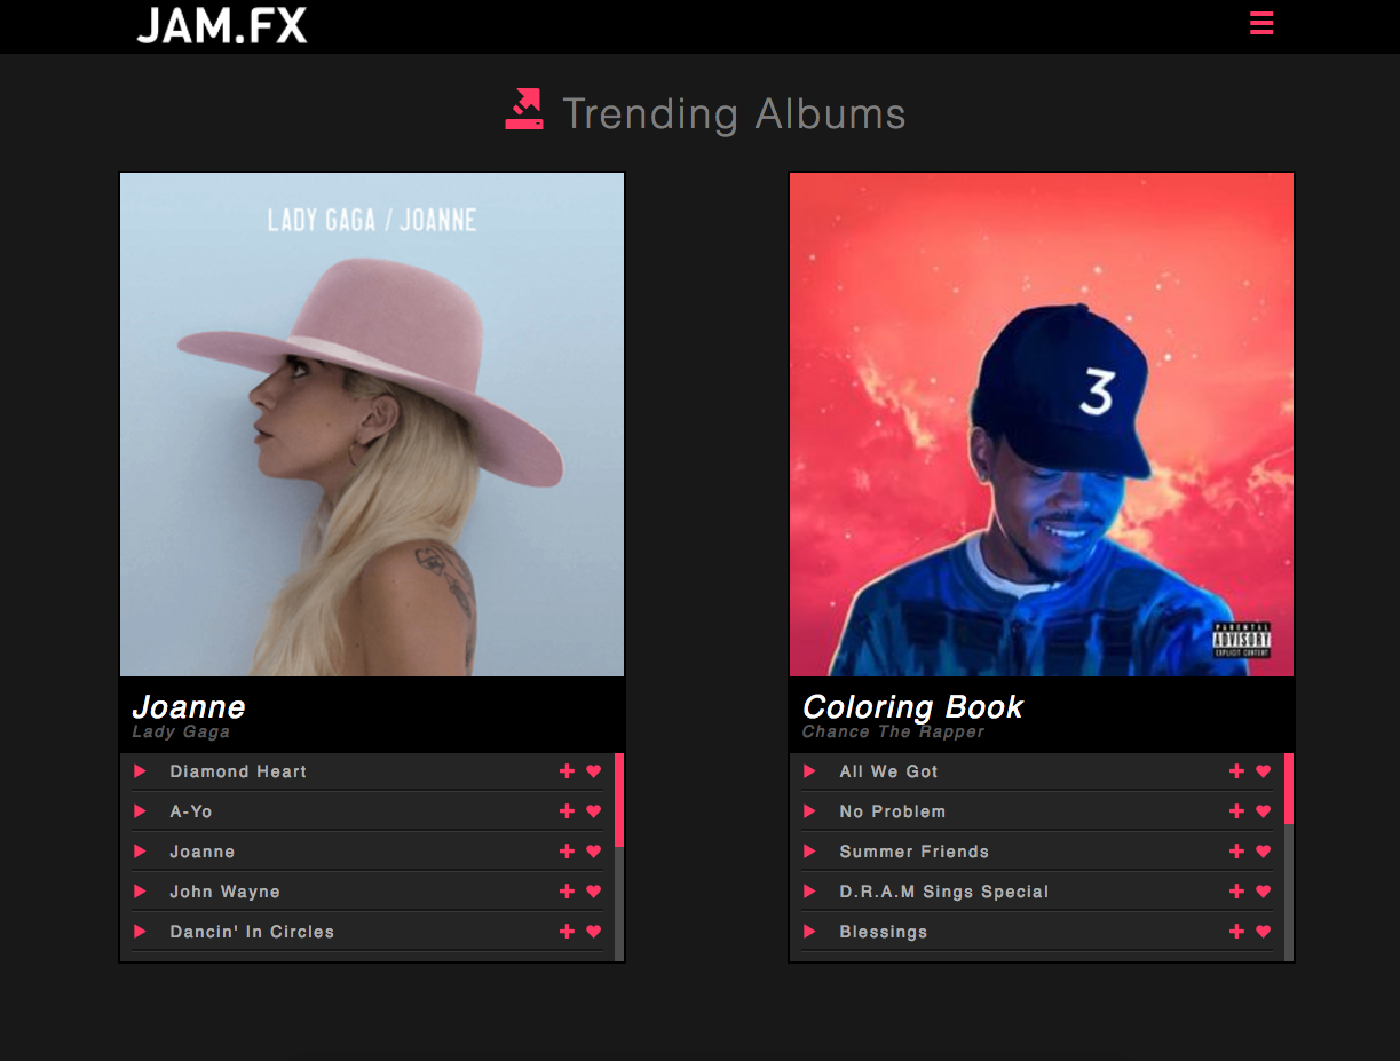 JAM.FX
Trending Albums
LADY GAGA / JOANNE
3
PARENTAL
ADVISORY
EXPLICIT CONTENT
Joanne
Lady Gaga
Diamond Heart
A-Yo
Joanne
John Wayne
Dancin' In Circles
Coloring Book
Chance The Rapper
All We Got
No Problem
Summer Friends
D.R.A.M Sings Special
Blessings